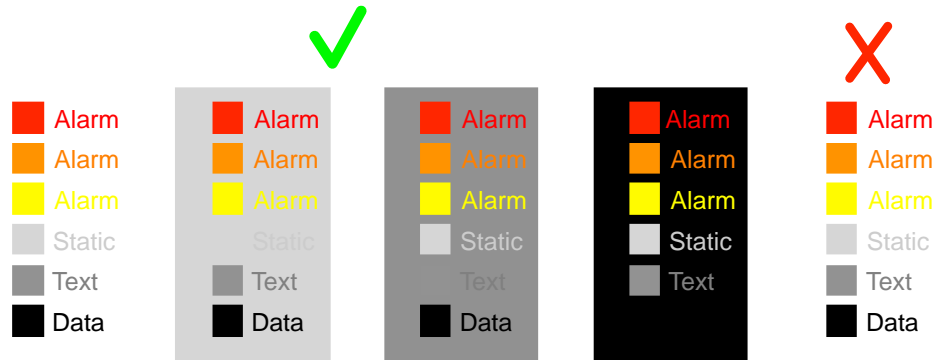 Alarm Alarm Alarm Alarm Alarm
Alarm Alarm Alarm Alarm Alarm
Alarm Alarm Alarm Alarm Alarm
Static Static Static Static Static
Text Text Text Text Text
Data Data Data Data